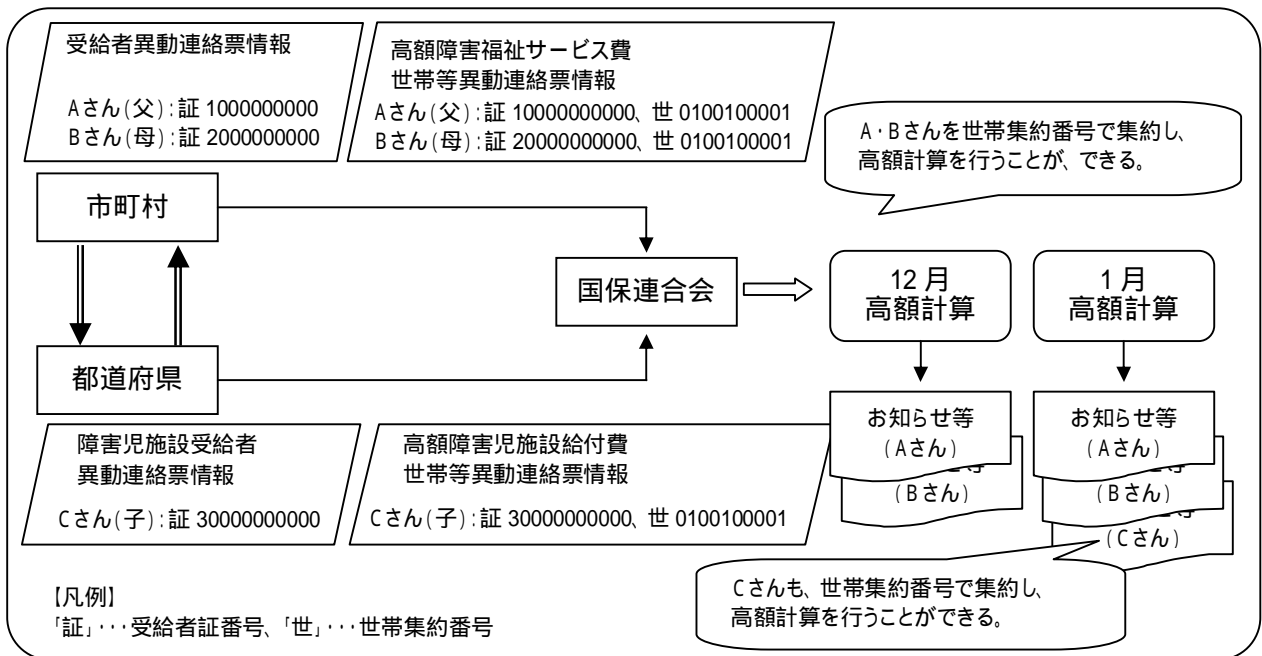 受給者異動連絡票情報
Aさん(父):証 1000000000
Bさん(母):証 2000000000
高額障害福祉サービス費
世帯等異動連絡票情報
Aさん(父):証 10000000000、世 0100100001
Bさん(母):証 20000000000、世 0100100001
A・Bさんを世帯集約番号で集約し、
高額計算を行うことが、できる。
市町村
国保連合会
12月
高額計算
1月
高額計算
都道府県
障害児施設受給者
異動連絡票情報
Cさん(子):証 30000000000
高額障害児施設給付費
世帯等異動連絡票情報
Cさん(子):証 30000000000、世 0100100001
お知らせ等
(Aさん)
(Bさん)
お知らせ等
(Aさん)
(Bさん)
(Cさん)
Cさんも、世帯集約番号で集約し、
高額計算を行うことができる。
【凡例】
「証」・・・受給者証番号、「世」・・・世帯集約番号